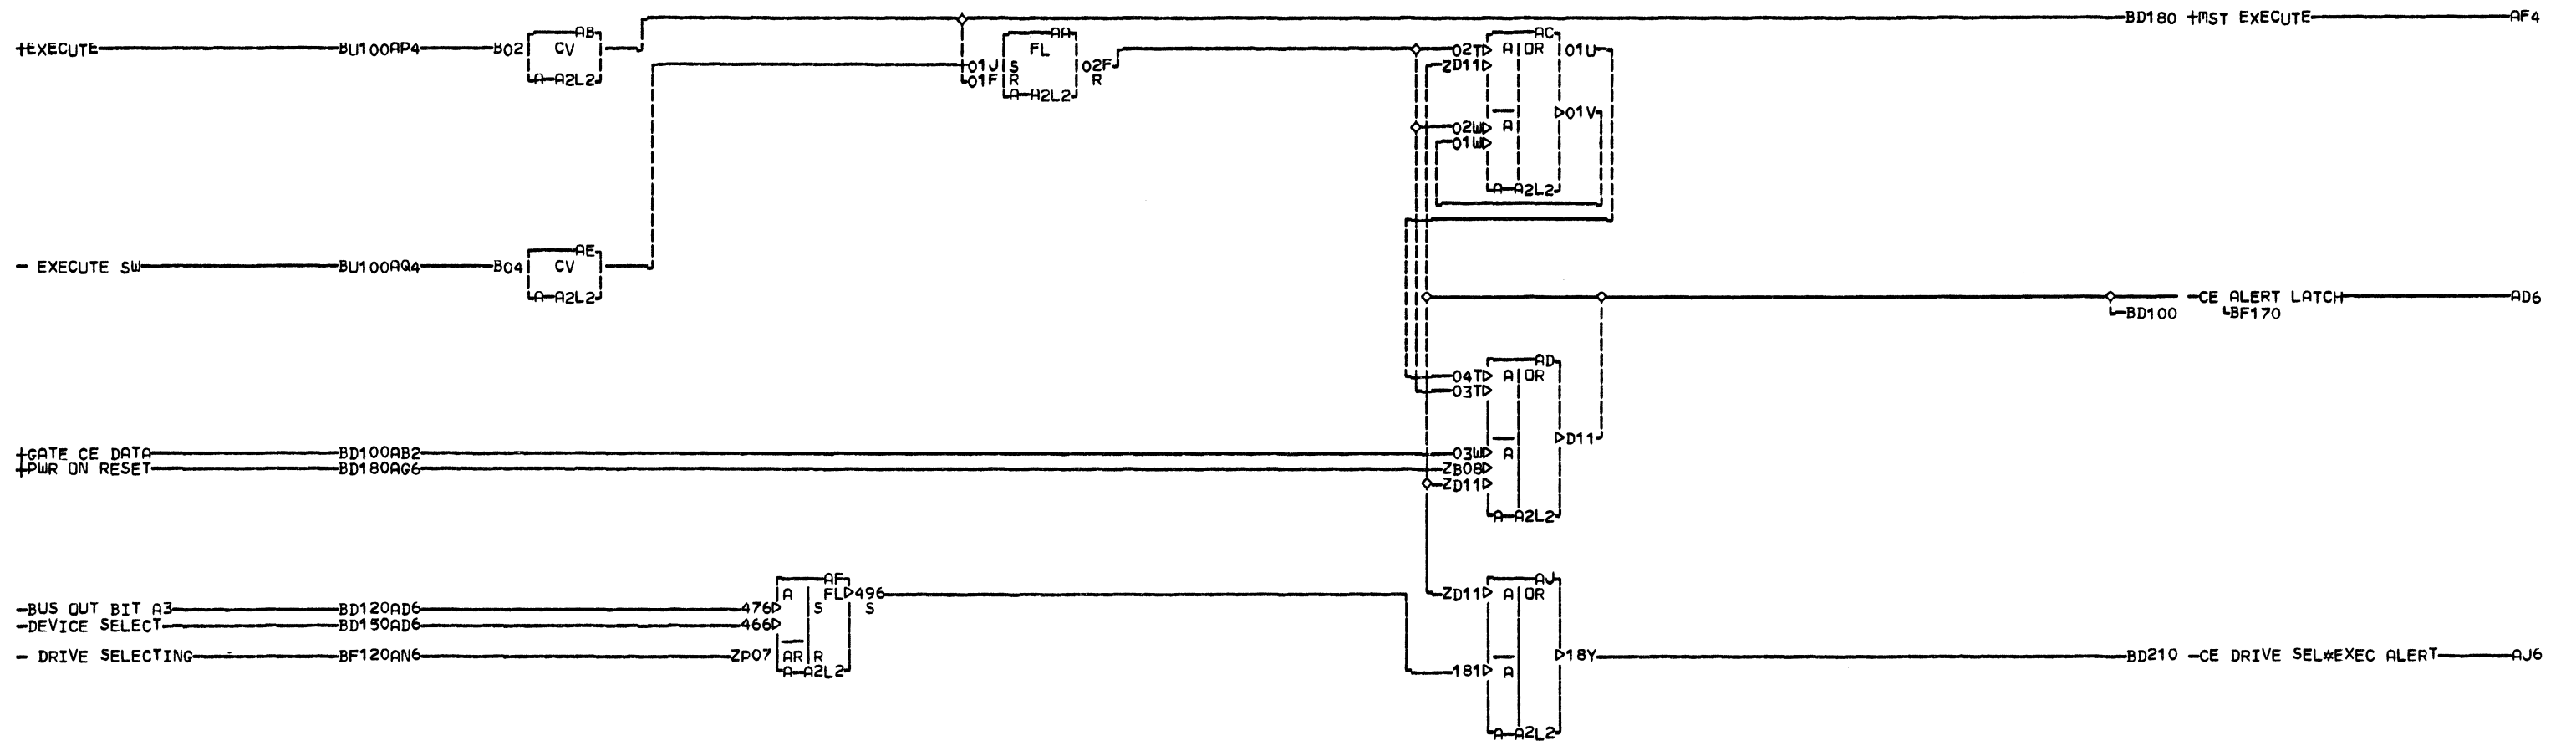 BD180 +MST EXECUTE AF4
+EXECUTE BU100AP4 B02
AB
CV
A A2L2
AA
FL
01J S 02F
01F R R
A A2L2
AC
02T A OR 01U
ZD11
01V
02W A
01W
A A2L2
- EXECUTE SW BU100AQ4 B04
AE
CV
A A2L2
-CE ALERT LATCH AD6
BD100 BF170
AD
04T A OR
03T
D11
+GATE CE DATA BD100AB2 03W A
+PWR ON RESET BD180AG6 ZB08
ZD11
A A2L2
AF
A FL 496
-BUS OUT BIT A3 BD120AD6 476 S S
-DEVICE SELECT BD150AD6 466
- DRIVE SELECTING BF120AN6 ZP07 AR R
A A2L2
AJ
ZD11 A OR
18Y BD210 -CE DRIVE SEL*EXEC ALERT AJ6
181 A
A A2L2